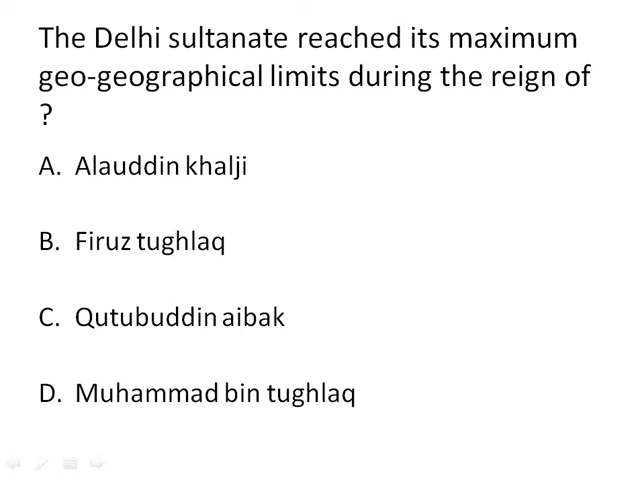 The Delhi sultanate reached its maximum
geo-geographical limits during the reign of
?
A. Alauddin khalji
B. Firuz tughlaq
C. Qutubuddin aibak
D. Muhammad bin tughlaq